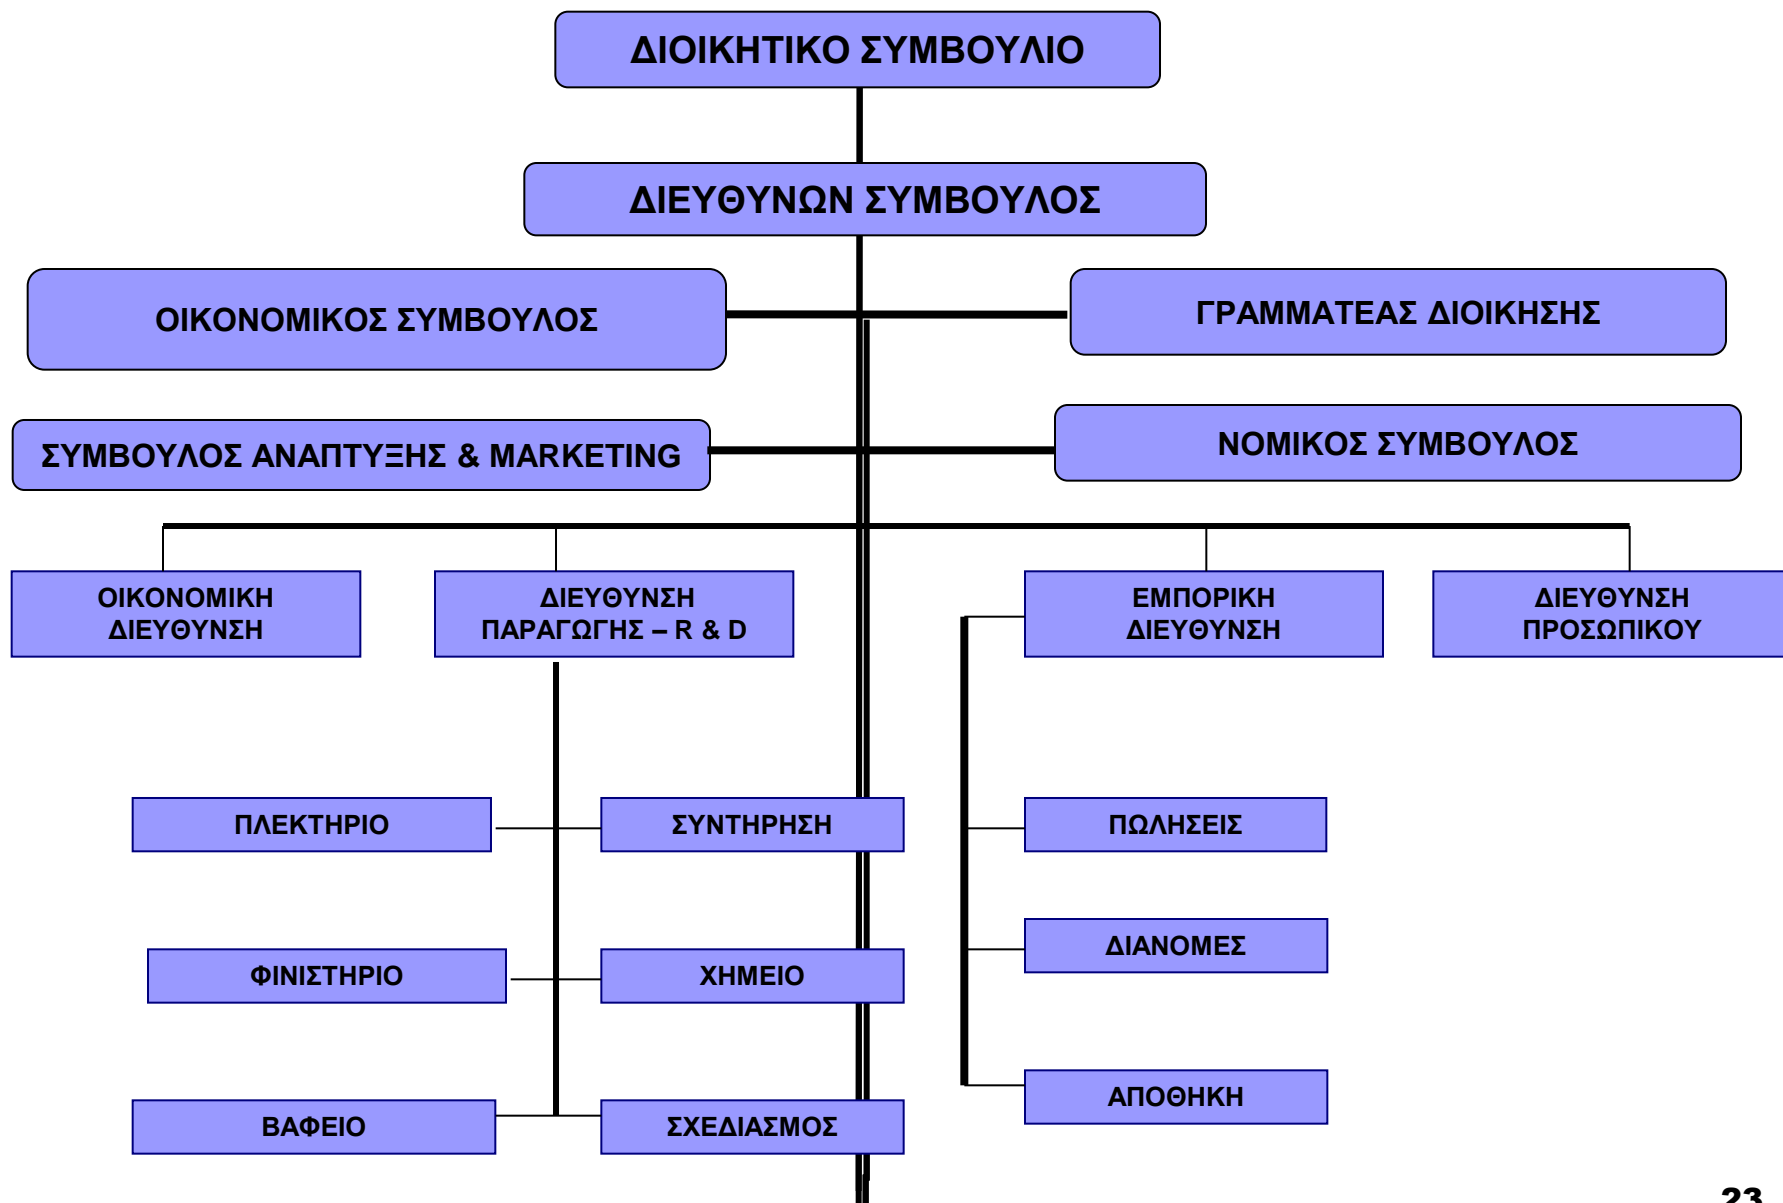 ΔΙΟΙΚΗΤΙΚΟ ΣΥΜΒΟΥΛΙΟ
ΔΙΕΥΘΥΝΩΝ ΣΥΜΒΟΥΛΟΣ
ΟΙΚΟΝΟΜΙΚΟΣ ΣΥΜΒΟΥΛΟΣ
ΓΡΑΜΜΑΤΕΑΣ ΔΙΟΙΚΗΣΗΣ
ΣΥΜΒΟΥΛΟΣ ΑΝΑΠΤΥΞΗΣ & MARKETING
ΝΟΜΙΚΟΣ ΣΥΜΒΟΥΛΟΣ
ΟΙΚΟΝΟΜΙΚΗ
ΔΙΕΥΘΥΝΣΗ
ΔΙΕΥΘΥΝΣΗ
ΠΑΡΑΓΩΓΗΣ – R & D
ΕΜΠΟΡΙΚΗ
ΔΙΕΥΘΥΝΣΗ
ΔΙΕΥΘΥΝΣΗ
ΠΡΟΣΩΠΙΚΟΥ
ΠΛΕΚΤΗΡΙΟ
ΣΥΝΤΗΡΗΣΗ
ΠΩΛΗΣΕΙΣ
ΦΙΝΙΣΤΗΡΙΟ
ΧΗΜΕΙΟ
ΔΙΑΝΟΜΕΣ
ΒΑΦΕΙΟ
ΣΧΕΔΙΑΣΜΟΣ
ΑΠΟΘΗΚΗ
23